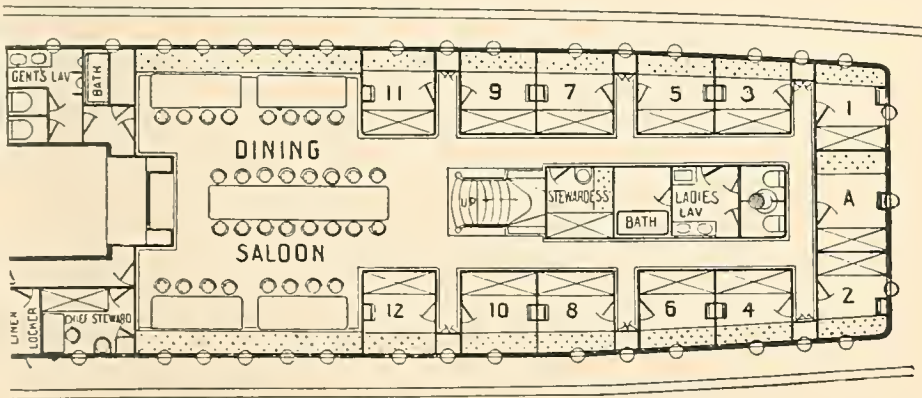 GENT'S LAV.
BATH
11
9
7
5
3
1
DINING
UP
STEWARDESS
BATH
LADIES
LAV
A
SALOON
12
10
8
6
4
2
LINEN
LOCKER
CHIEF STEWARD